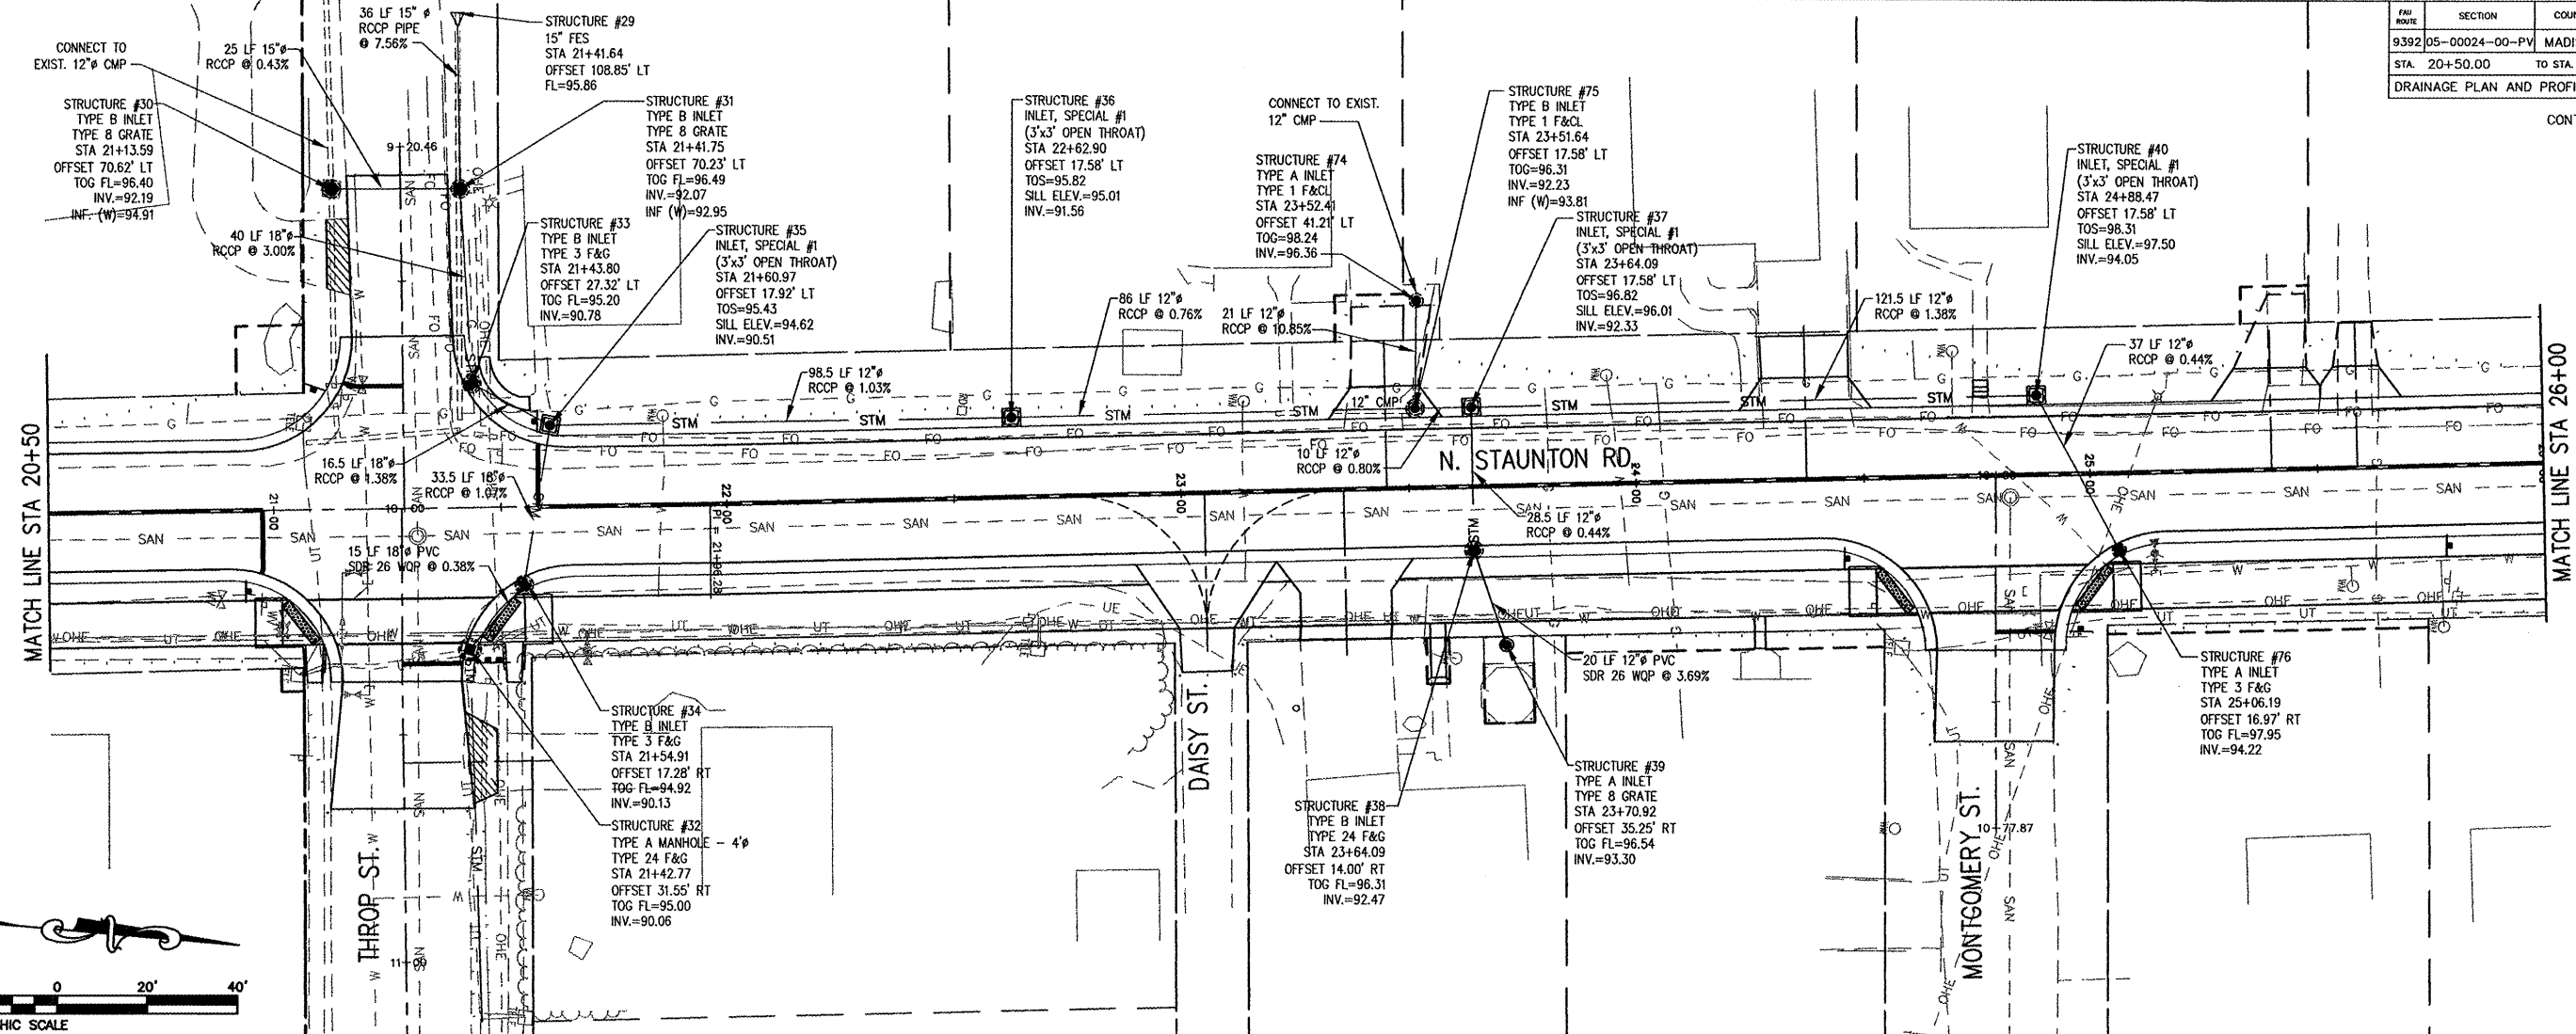 FAU ROUTE
SECTION
9392
05-00024-00-PV
STA. 20+50.00
TO STA.
CONNECT TO
EXIST. 12"ø CMP
25 LF 15"ø
RCCP @ 0.43%
36 LF 15" ø
RCCP PIPE
@ 7.56%
STRUCTURE #29
15" FES
STA 21+41.64
OFFSET 108.85' LT
FL=95.86
STRUCTURE #30
TYPE B INLET
TYPE 8 GRATE
STA 21+13.59
OFFSET 70.62' LT
TOG FL=96.40
INV.=92.19
INF. (W)=94.91
9+20.46
STRUCTURE #31
TYPE B INLET
TYPE 8 GRATE
STA 21+41.75
OFFSET 70.23' LT
TOG FL=96.49
INV.=92.07
INF (W)=92.95
40 LF 18"ø
RCCP @ 3.00%
STRUCTURE #33
TYPE B INLET
TYPE 3 F&G
STA 21+43.80
OFFSET 27.32' LT
TOG FL=95.20
INV.=90.78
STRUCTURE #35
INLET, SPECIAL #1
(3'x3' OPEN THROAT)
STA 21+60.97
OFFSET 17.92' LT
TOS=95.43
SILL ELEV.=94.62
INV.=90.51
STRUCTURE #36
INLET, SPECIAL #1
(3'x3' OPEN THROAT)
STA 22+62.90
OFFSET 17.58' LT
TOS=95.82
SILL ELEV.=95.01
INV.=91.56
CONNECT TO EXIST.
12" CMP
STRUCTURE #74
TYPE A INLET
TYPE 1 F&CL
STA 23+52.41
OFFSET 41.21' LT
TOG=98.24
INV.=96.36
STRUCTURE #75
TYPE B INLET
TYPE 1 F&CL
STA 23+51.64
OFFSET 17.58' LT
TOG=96.31
INV.=92.23
INF (W)=93.81
STRUCTURE #37
INLET, SPECIAL #1
(3'x3' OPEN THROAT)
STA 23+64.09
OFFSET 17.58' LT
TOS=96.82
SILL ELEV.=96.01
INV.=92.33
STRUCTURE #40
INLET, SPECIAL #1
(3'x3' OPEN THROAT)
STA 24+88.47
OFFSET 17.58' LT
TOS=98.31
SILL ELEV.=97.50
INV.=94.05
98.5 LF 12"ø
RCCP @ 1.03%
86 LF 12"ø
RCCP @ 0.76%
21 LF 12"ø
RCCP @ 10.85%
121.5 LF 12"ø
RCCP @ 1.38%
37 LF 12"ø
RCCP @ 0.44%
12" CMP
16.5 LF 18"ø
RCCP @ 1.38%
33.5 LF 18"ø
RCCP @ 1.07%
10 LF 12"ø
RCCP @ 0.80%
N. STAUNTON RD.
MATCH LINE STA 20+50
MATCH LINE STA 26+00
21+00
10+00
22+00
PI = 21+96.28
23+00
24+00
25+00
15 LF 18"ø PVC
SDR 26 WQP @ 0.38%
28.5 LF 12"ø
RCCP @ 0.44%
20 LF 12"ø PVC
SDR 26 WQP @ 3.69%
STRUCTURE #34
TYPE B INLET
TYPE 3 F&G
STA 21+54.91
OFFSET 17.28' RT
TOG FL=94.92
INV.=90.13
STRUCTURE #32
TYPE A MANHOLE - 4'ø
TYPE 24 F&G
STA 21+42.77
OFFSET 31.55' RT
TOG FL=95.00
INV.=90.06
STRUCTURE #38
TYPE B INLET
TYPE 24 F&G
STA 23+64.09
OFFSET 14.00' RT
TOG FL=96.31
INV.=92.47
STRUCTURE #39
TYPE A INLET
TYPE 8 GRATE
STA 23+70.92
OFFSET 35.25' RT
TOG FL=96.54
INV.=93.30
STRUCTURE #76
TYPE A INLET
TYPE 3 F&G
STA 25+06.19
OFFSET 16.97' RT
TOG FL=97.95
INV.=94.22
THROP ST.
DAISY ST.
MONTGOMERY ST.
10+77.87
11+00
0 20' 40'
SCALE
DRAINAGE PLAN AND